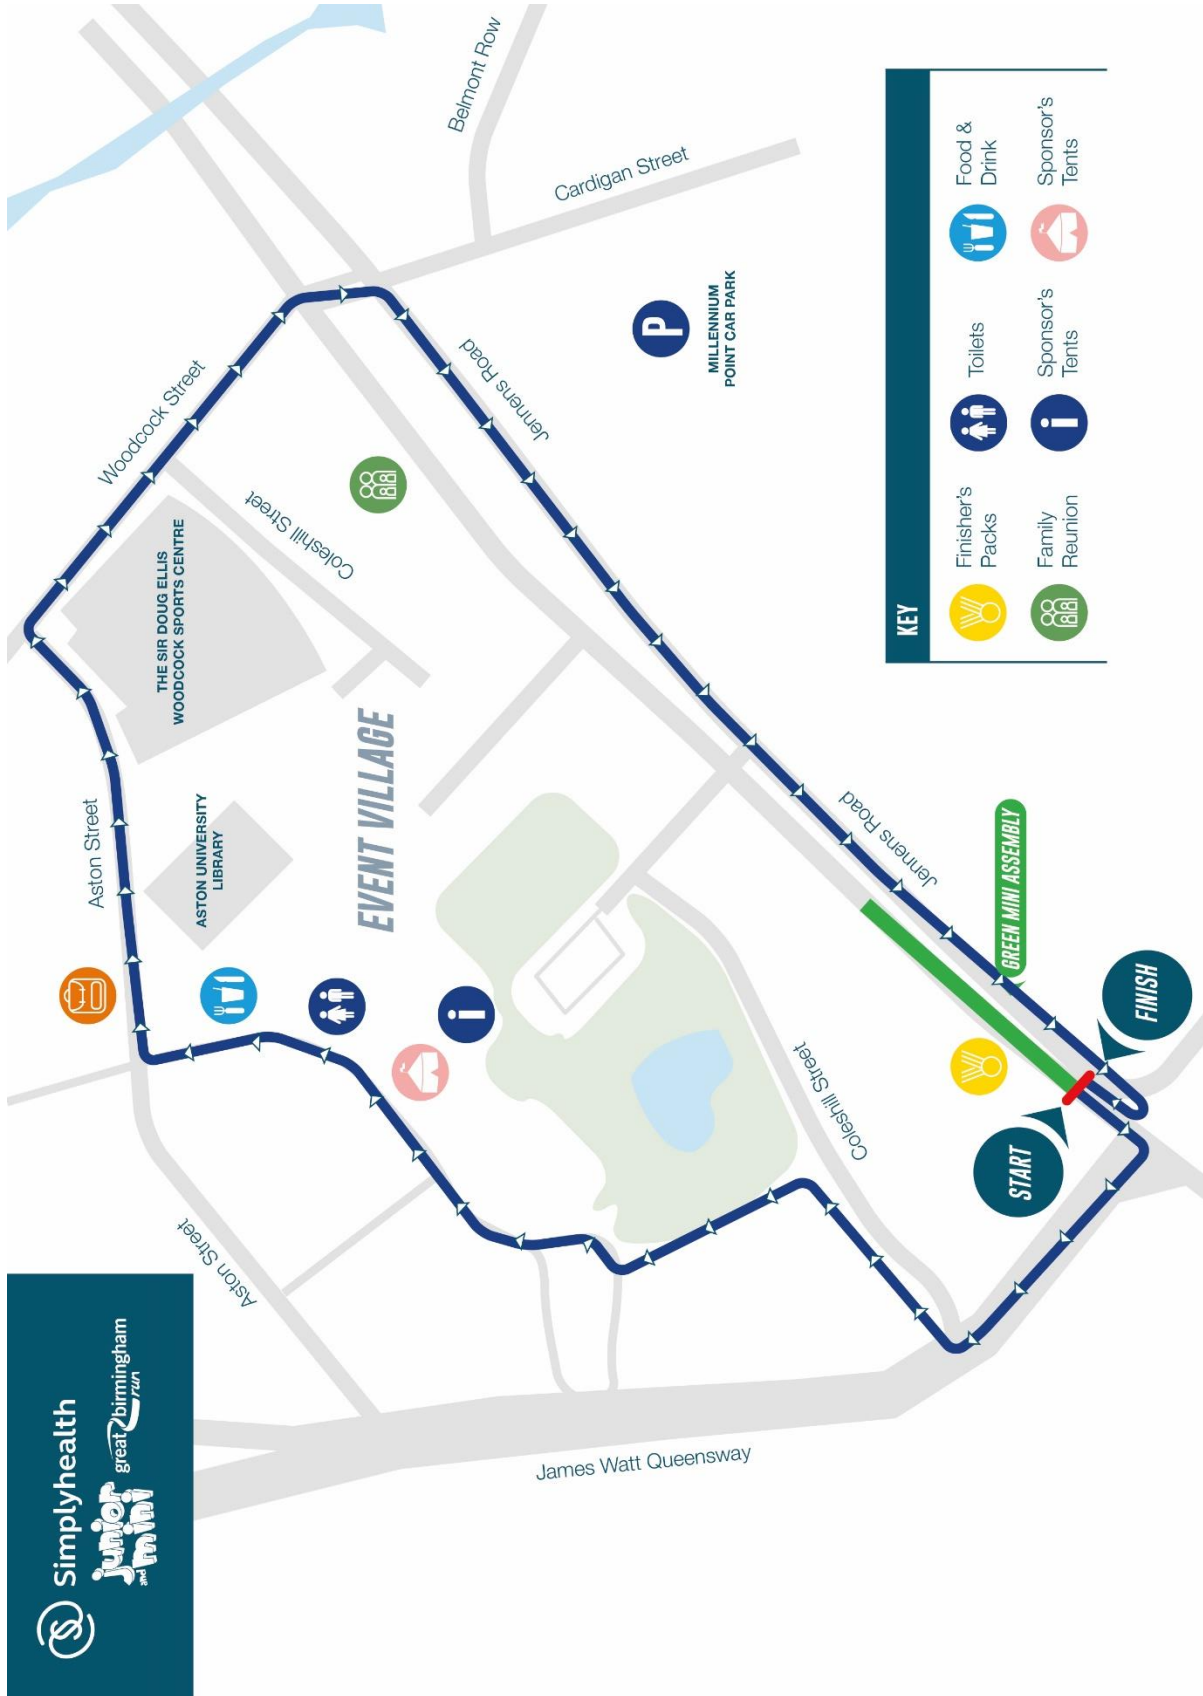 Simplyhealth
junior
and mini
great birmingham
run
Aston Street
Aston Street
Woodcock Street
Belmont Row
Cardigan Street
THE SIR DOUG ELLIS
WOODCOCK SPORTS CENTRE
Coleshill Street
ASTON UNIVERSITY
LIBRARY
EVENT VILLAGE
Jennens Road
P
MILLENNIUM
POINT CAR PARK
James Watt Queensway
i
Coleshill Street
Jennens Road
START
GREEN MINI ASSEMBLY
FINISH
KEY
Finisher's
Packs
Toilets
Food &
Drink
Family
Reunion
i
Sponsor's
Tents
Sponsor's
Tents